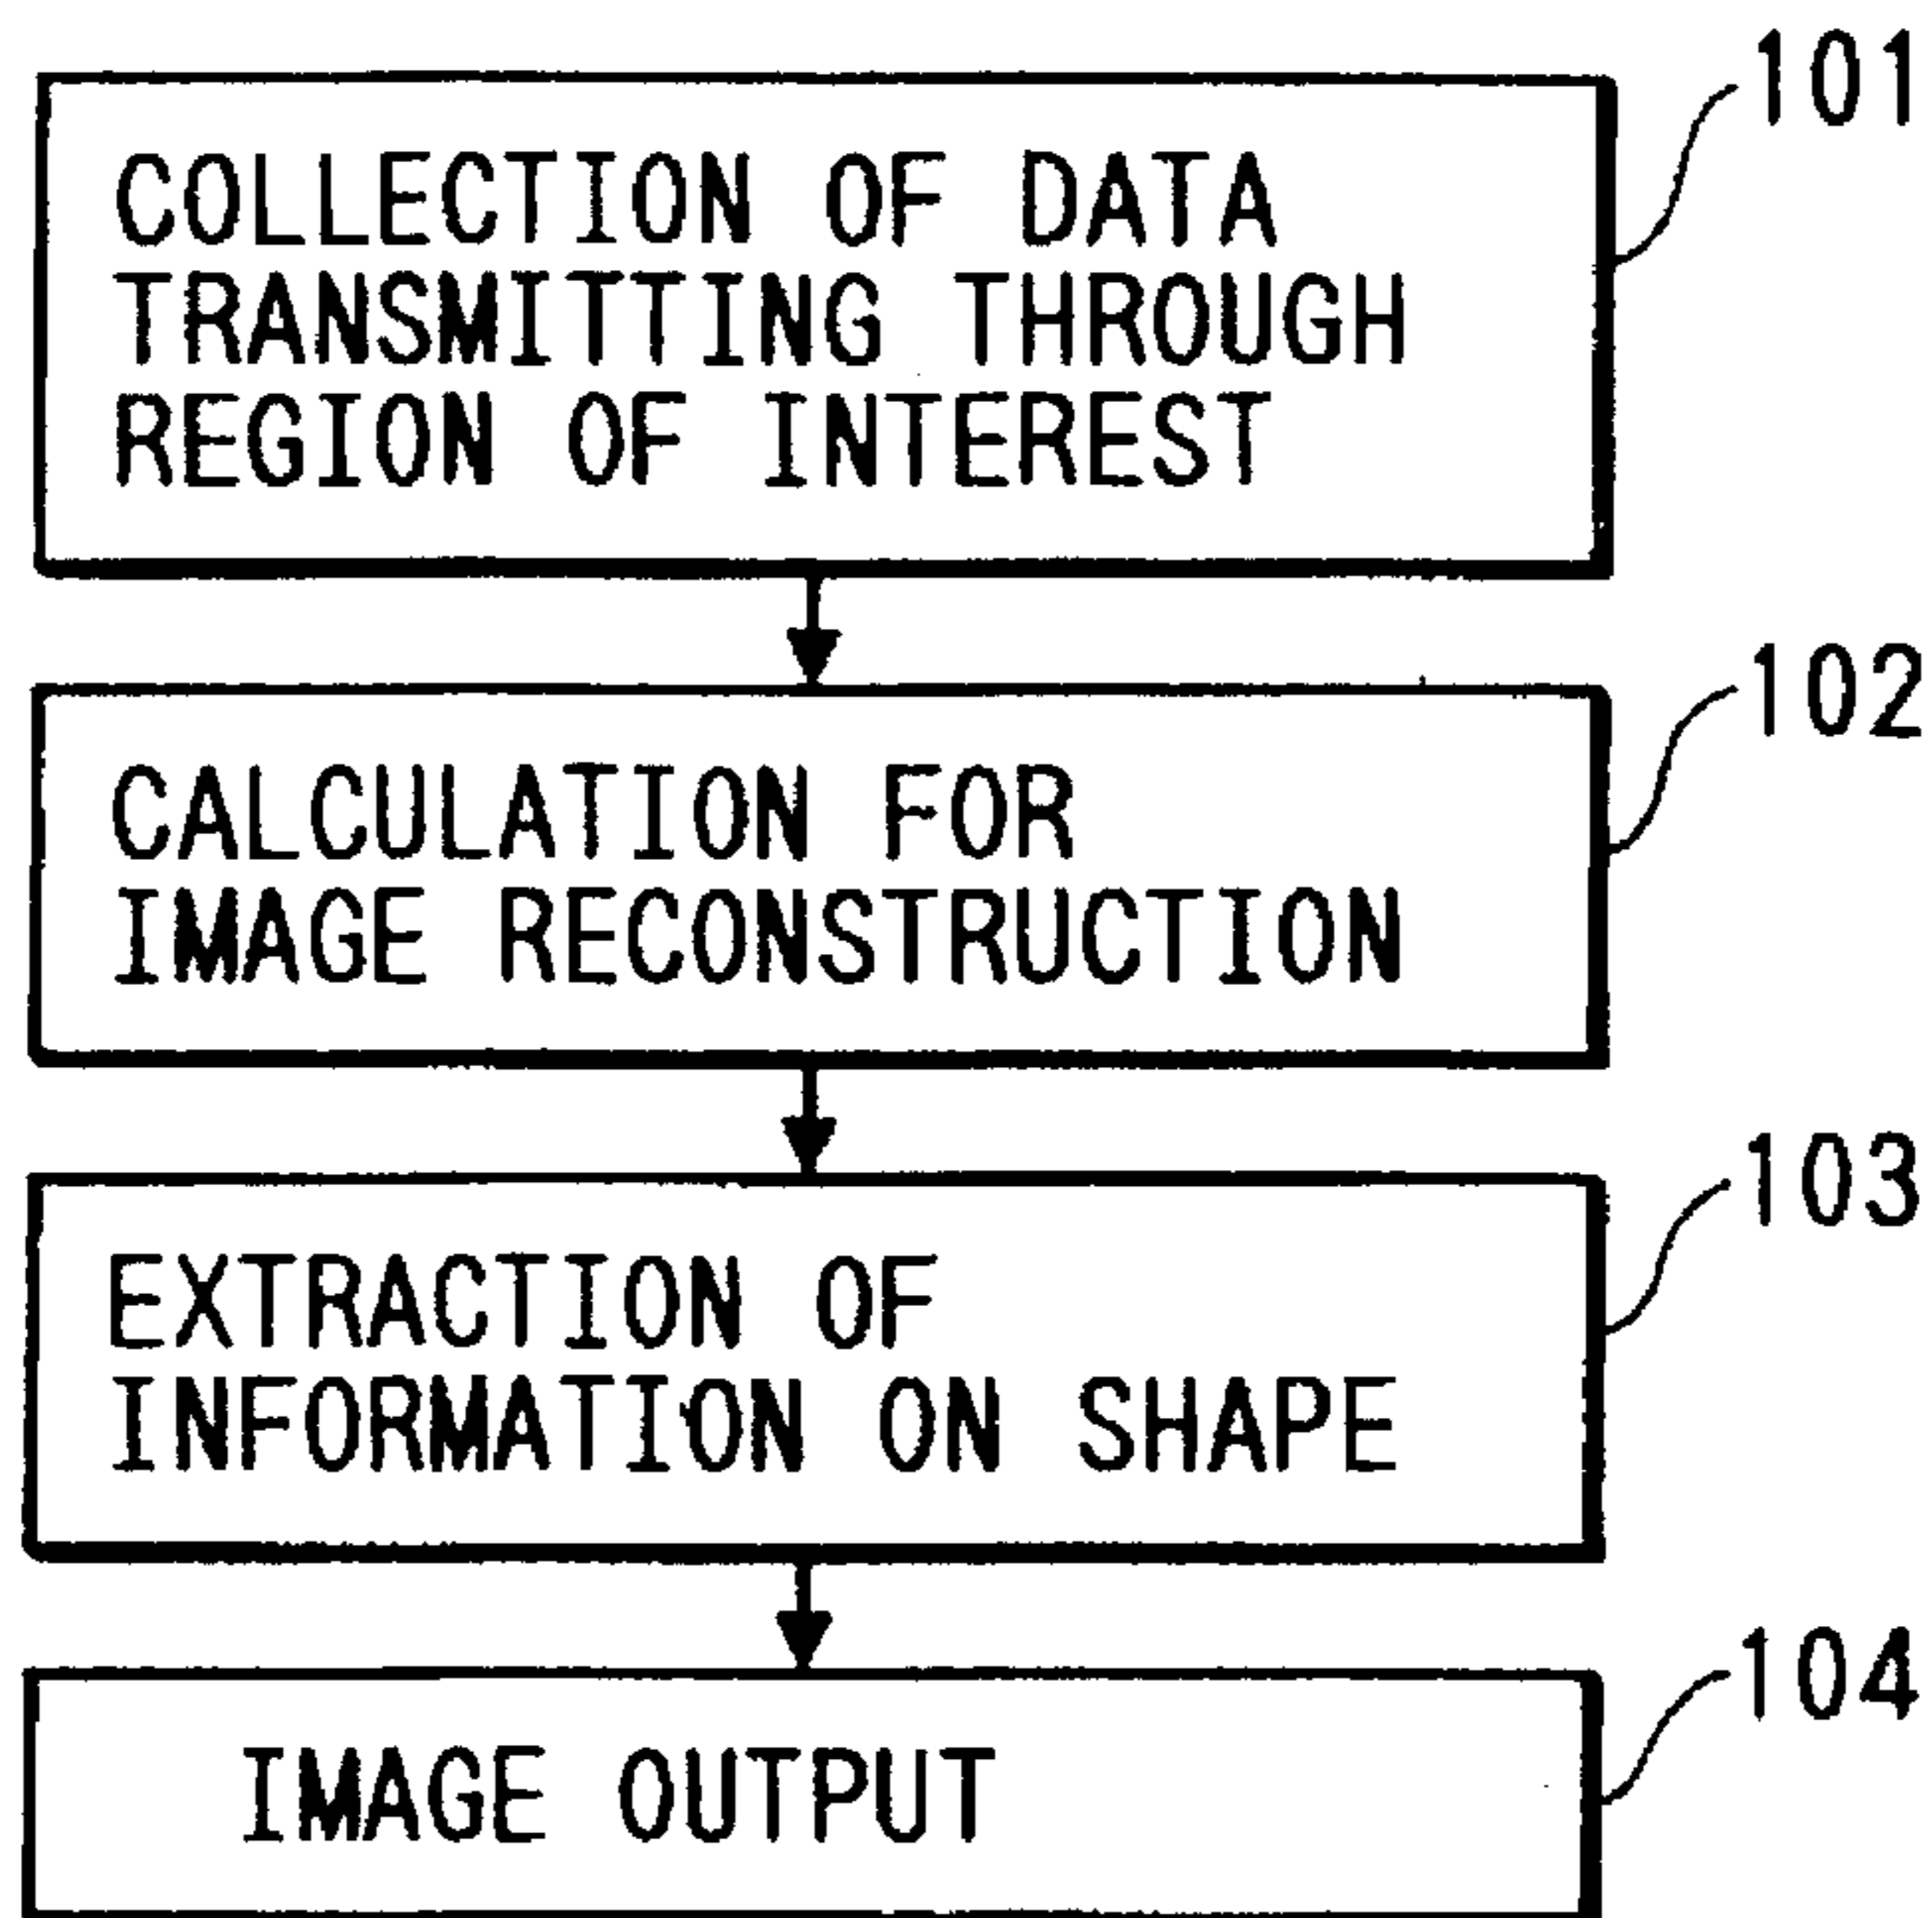 101
COLLECTION OF DATA
TRANSMITTING THROUGH
REGION OF INTEREST
102
CALCULATION FOR
IMAGE RECONSTRUCTION
103
EXTRACTION OF
INFORMATION ON SHAPE
104
IMAGE OUTPUT